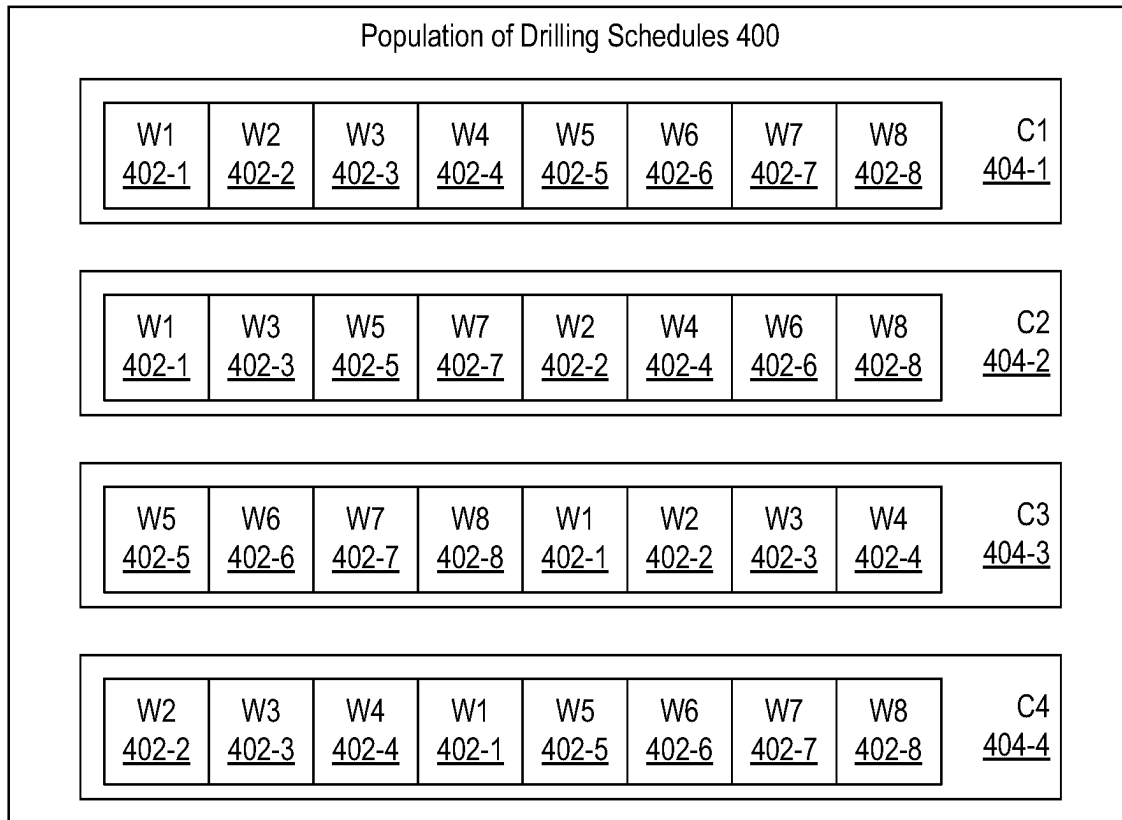 Population of Drilling Schedules 400
W1 W2 W3 W4 W5 W6 W7 W8 C1
402-1 402-2 402-3 402-4 402-5 402-6 402-7 402-8 404-1
W1 W3 W5 W7 W2 W4 W6 W8 C2
402-1 402-3 402-5 402-7 402-2 402-4 402-6 402-8 404-2
W5 W6 W7 W8 W1 W2 W3 W4 C3
402-5 402-6 402-7 402-8 402-1 402-2 402-3 402-4 404-3
W2 W3 W4 W1 W5 W6 W7 W8 C4
402-2 402-3 402-4 402-1 402-5 402-6 402-7 402-8 404-4